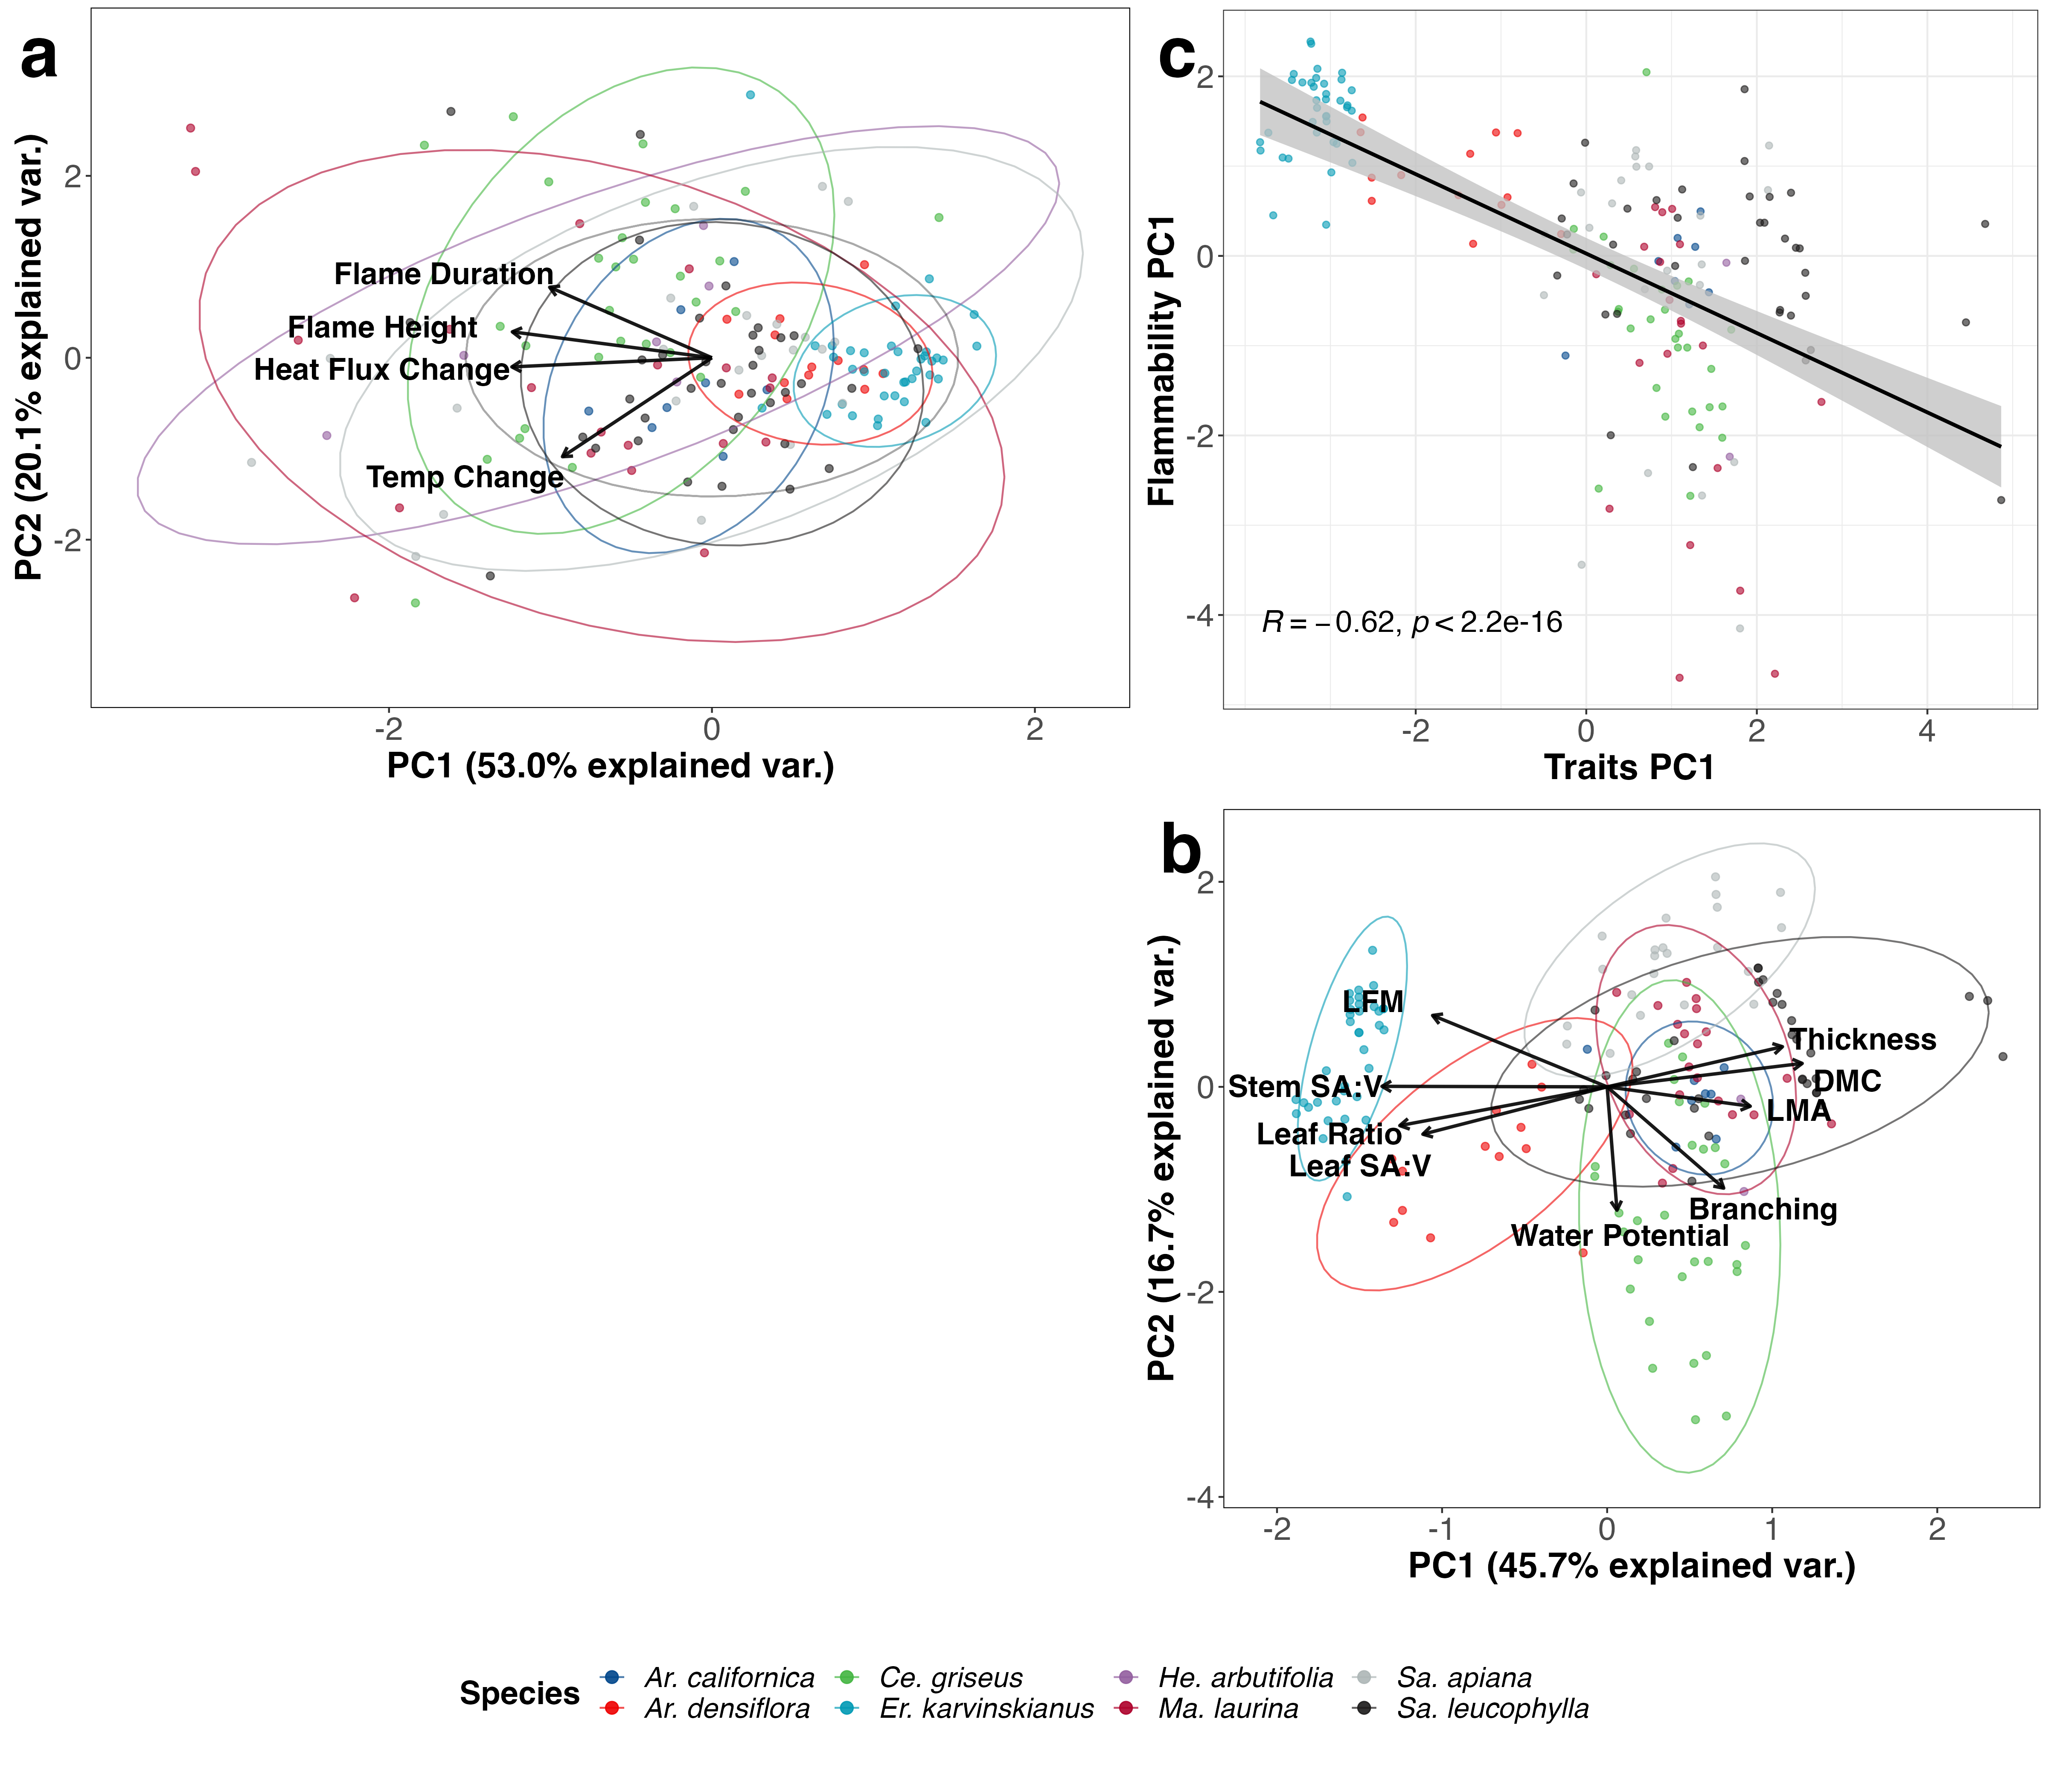 a
PC2 (20.1% explained var.)
2
0
-2
Flame Duration
Flame Height
Heat Flux Change
Temp Change
-2 0 2
PC1 (53.0% explained var.)
c
Flammability PC1
2
0
-2
-4
R = −0.62, p < 2.2e-16
-2 0 2 4
Traits PC1
b
PC2 (16.7% explained var.)
2
0
-2
-4
LFM
Thickness
Stem SA:V
DMC
LMA
Leaf Ratio
Leaf SA:V
Branching
Water Potential
-2 -1 0 1 2
PC1 (45.7% explained var.)
Species
Ar. californica Ce. griseus He. arbutifolia Sa. apiana
Ar. densiflora Er. karvinskianus Ma. laurina Sa. leucophylla